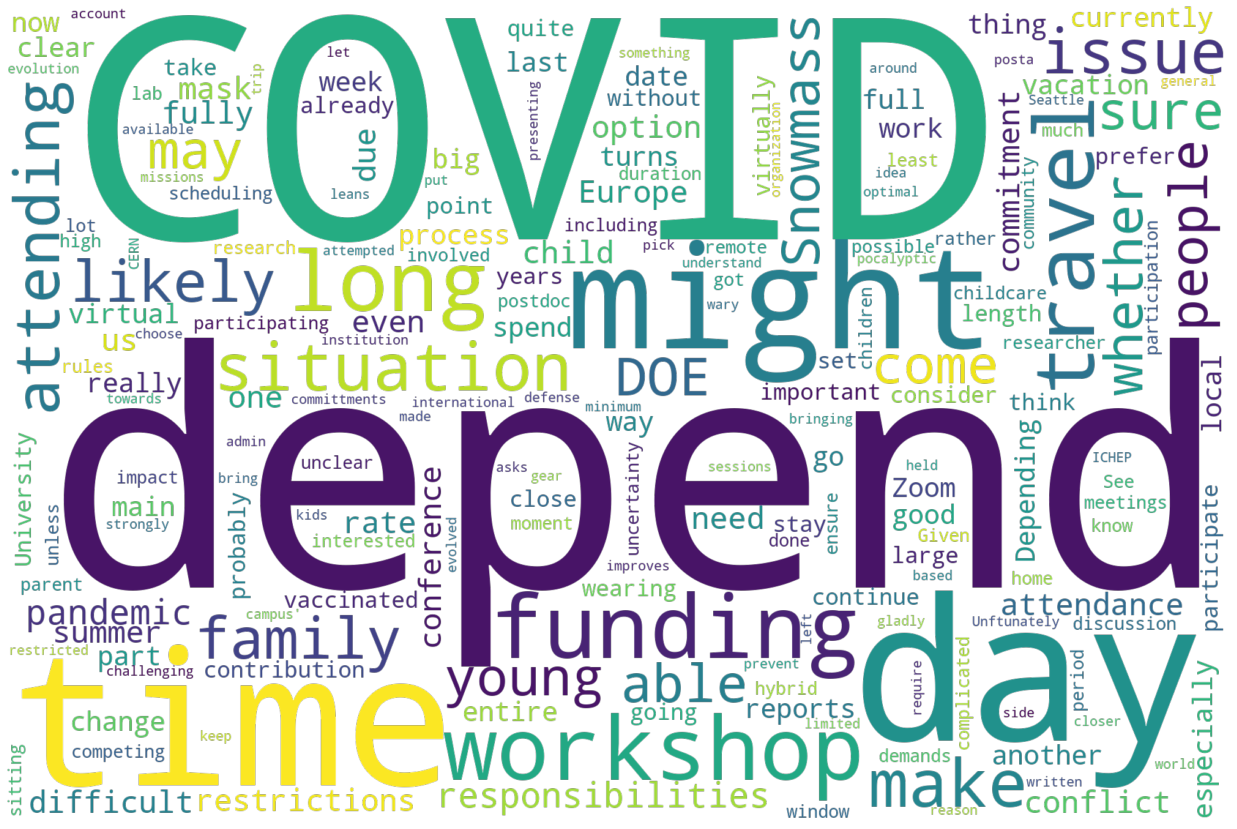 account
now
clear
evolution
COVID
let
take
week
lab
mask
already
fully
trip
available
may
due
missions
leans
scheduling
quite
last
something
date
without
presenting
option
big
turns
put
duration
Europe
point
virtually
organization
snowmass
around
full
work
least
idea
optimal
thing
currently
issue
posta
general
Seattle
vacation
much
sure
commitment
prefer
attending
lot
high
CERN
research
attempted
process
involved
including
pick
child
remote
understand
possible
pocalyptic
rather
community
participation
travel
whether
people
likely
long
years
got
wary
might
children
childcare
length
researcher
virtual
participating
even
postdoc
spend
us
choose
institution
rules
situation
DOE
set
come
towards
really
one
committments
international
defense
made
minimum
way
important
consider
bringing
think
local
depend
admin
impact
unclear
asks
sessions
held
ICHEP
bring
main
strongly
gear
close
go
Zoom
See
meetings
University
unless
kids
rate
interested
conference
moment
uncertainty
need
stay
done
ensure
good
Given
know
Depending
participate
probably
evolved
improves
large
based
home
parent
vaccinated
wearing
continue
pandemic
campus
funding
left
gladly
Unftunately
attendance
discussion
summer
family
restricted
part
contribution
challenging
young
able
prevent
day
time
entire
hybrid
going
reports
require
side
complicated
period
closer
change
competing
keep
workshop
limited
demands
another
world
especially
sitting
difficult
restrictions
responsibilities
window
make
written
reason
conflict